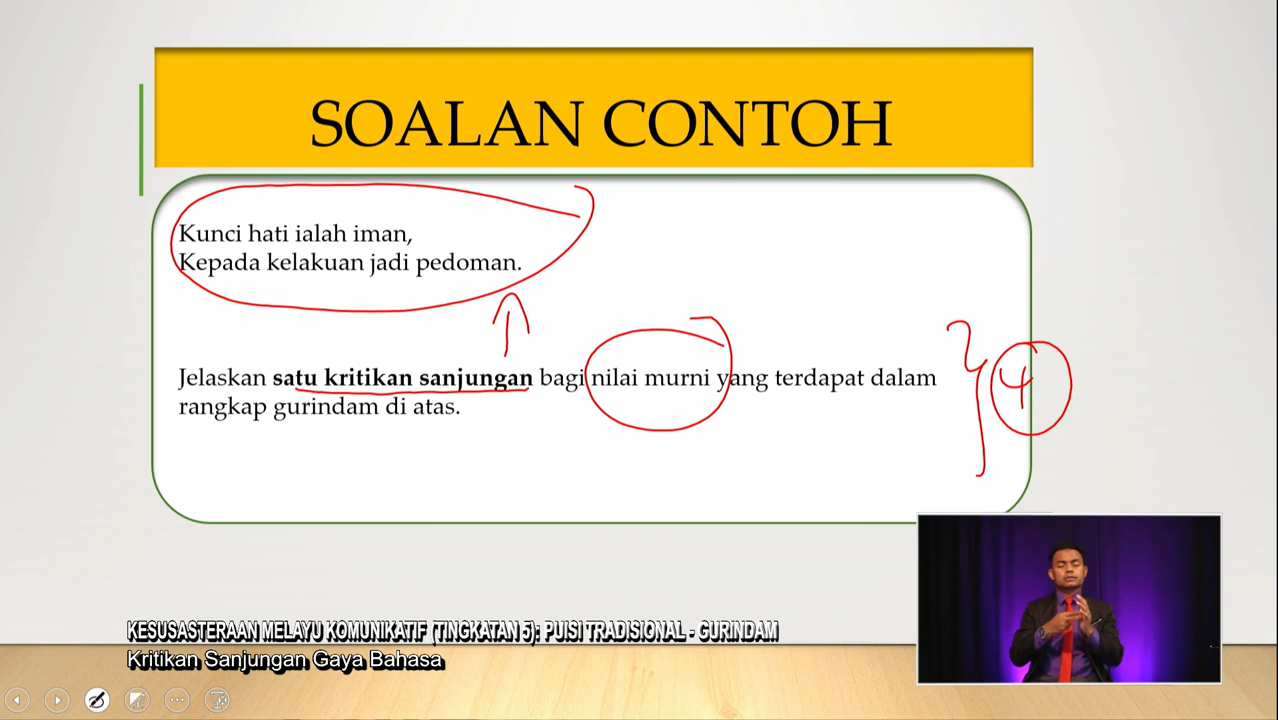 SOALAN CONTOH
Kunci hati ialah iman,
Kepada kelakuan jadi pedoman.
Jelaskan satu kritikan sanjungan bagi nilai murni yang terdapat dalam
rangkap gurindam di atas.
4
KESUSASTERAAN MELAYU KOMUNIKATIF (TINGKATAN 5): PUISI TRADISIONAL - GURINDAM
Kritikan Sanjungan Gaya Bahasa